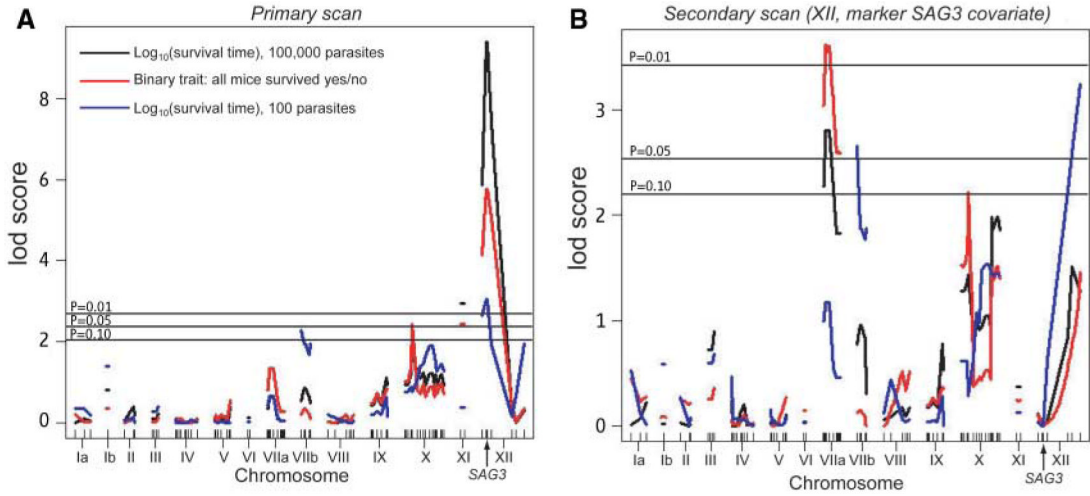 A
Primary scan
Log10(survival time), 100,000 parasites
Binary trait: all mice survived yes/no
Log10(survival time), 100 parasites
lod score
8
6
4
2
0
P=0.01
P=0.05
P=0.10
Ia Ib II III IV V VI VIIa VIIb VIII IX X XI XII
Chromosome
SAG3
B
Secondary scan (XII, marker SAG3 covariate)
lod score
3
2
1
0
P=0.01
P=0.05
P=0.10
Ia Ib II III IV V VI VIIa VIIb VIII IX X XI XII
Chromosome
SAG3